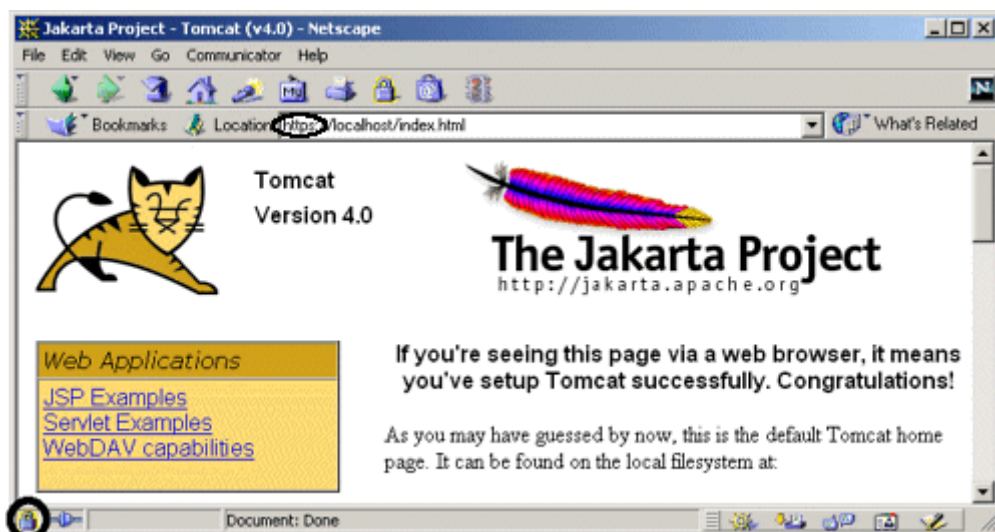 Jakarta Project - Tomcat (v4.0) - Netscape
File Edit View Go Communicator Help
My
N
Bookmarks Location: https://localhost/index.html What's Related
Tomcat
Version 4.0
The Jakarta Project
http://jakarta.apache.org
Web Applications
JSP Examples
Servlet Examples
WebDAV capabilities
If you're seeing this page via a web browser, it means
you've setup Tomcat successfully. Congratulations!
As you may have guessed by now, this is the default Tomcat home
page. It can be found on the local filesystem at:
Document: Done